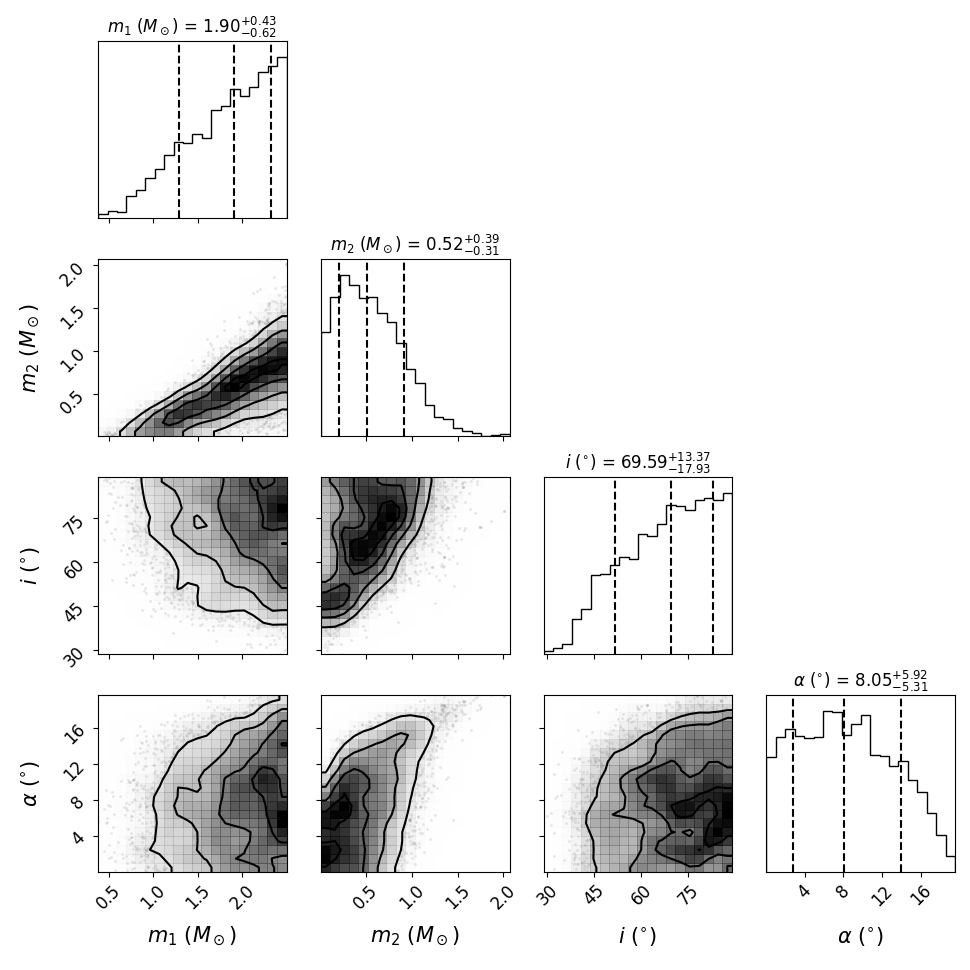 m₁ (M⊙) = 1.90+0.43−0.62
m₂ (M⊙) = 0.52+0.39−0.31
2.0
1.5
1.0
0.5
m₂ (M⊙)
i (°) = 69.59+13.37−17.93
75
60
45
30
i (°)
α (°) = 8.05+5.92−5.31
16
12
8
4
α (°)
0.5 1.0 1.5 2.0 0.5 1.0 1.5 2.0 30 45 60 75 4 8 12 16
m₁ (M⊙) m₂ (M⊙) i (°) α (°)